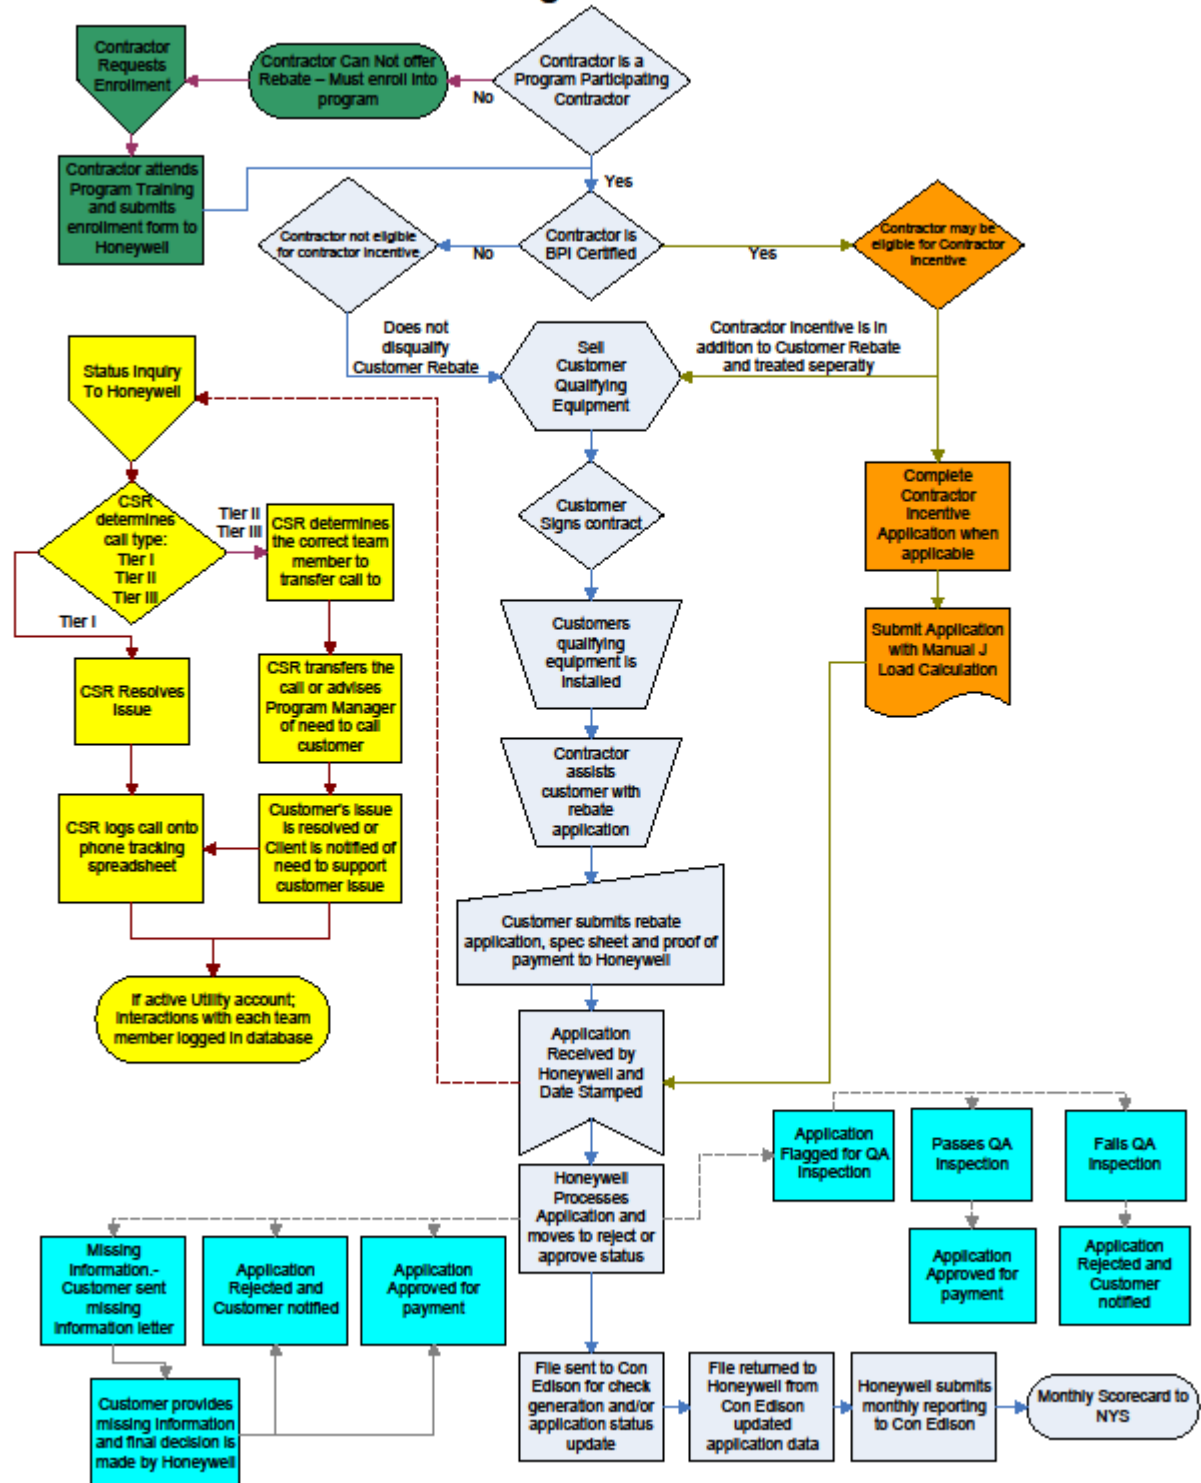 Contractor
Requests
Enrollment
Contractor Can Not offer
Rebate – Must enroll into
program
No
Contractor is a
Program Participating
Contractor
Contractor attends
Program Training
and submits
enrollment form to
Honeywell
Yes
Contractor not eligible
for contractor incentive
No
Contractor is
BPI Certified
Yes
Contractor may be
eligible for Contractor
Incentive
Does not
disqualify
Customer Rebate
Sell
Customer
Qualifying
Equipment
Contractor Incentive is in
addition to Customer Rebate
and treated seperatly
Status Inquiry
To Honeywell
CSR
determines
call type:
Tier I
Tier II
Tier III
Tier II
Tier III
CSR determines
the correct team
member to
transfer call to
Customer
Signs contract
Complete
Contractor
Incentive
Application when
applicable
Tier I
CSR Resolves
Issue
CSR transfers the
call or advises
Program Manager
of need to call
customer
Customers
qualifying
equipment is
installed
Submit Application
with Manual J
Load Calculation
CSR logs call onto
phone tracking
spreadsheet
Customer's issue
is resolved or
Client is notified of
need to support
customer issue
Contractor
assists
customer with
rebate
application
Customer submits rebate
application, spec sheet and proof of
payment to Honeywell
If active Utility account;
interactions with each team
member logged in database
Application
Received by
Honeywell and
Date Stamped
Application
Flagged for QA
Inspection
Passes QA
Inspection
Fails QA
Inspection
Honeywell
Processes
Application and
moves to reject or
approve status
Missing
Information.-
Customer sent
missing
information letter
Application
Rejected and
Customer notified
Application
Approved for
payment
Application
Approved for
payment
Application
Rejected and
Customer
notified
Customer provides
missing information
and final decision is
made by Honeywell
File sent to Con
Edison for check
generation and/or
application status
update
File returned to
Honeywell from
Con Edison
updated
application data
Honeywell submits
monthly reporting
to Con Edison
Monthly Scorecard to
NYS